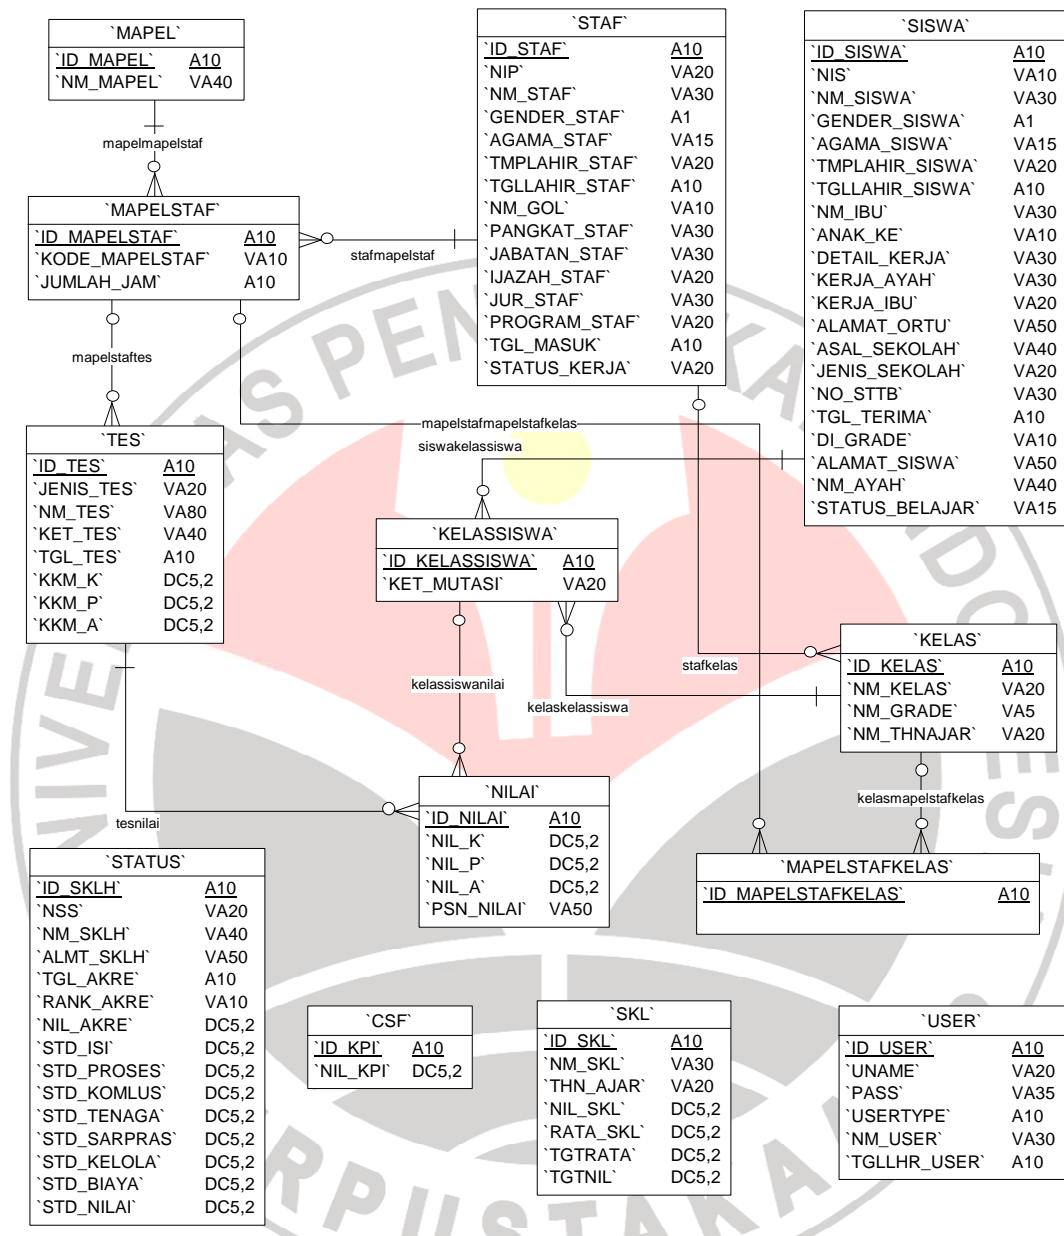 `MAPEL`
`ID_MAPEL` A10
`NM_MAPEL` VA40
mapelmapelstaf
`MAPELSTAF`
`ID_MAPELSTAF` A10
`KODE_MAPELSTAF` VA10
`JUMLAH_JAM` A10
stafmapelstaf
`STAF`
`ID_STAF` A10
`NIP` VA20
`NM_STAF` VA30
`GENDER_STAF` A1
`AGAMA_STAF` VA15
`TMPLAHIR_STAF` VA20
`TGLLAHIR_STAF` A10
`NM_GOL` VA10
`PANGKAT_STAF` VA30
`JABATAN_STAF` VA30
`IJAZAH_STAF` VA20
`JUR_STAF` VA30
`PROGRAM_STAF` VA20
`TGL_MASUK` A10
`STATUS_KERJA` VA20
`SISWA`
`ID_SISWA` A10
`NIS` VA10
`NM_SISWA` VA30
`GENDER_SISWA` A1
`AGAMA_SISWA` VA15
`TMPLAHIR_SISWA` VA20
`TGLLAHIR_SISWA` A10
`NM_IBU` VA30
`ANAK_KE` VA10
`DETAIL_KERJA` VA30
`KERJA_AYAH` VA30
`KERJA_IBU` VA20
`ALAMAT_ORTU` VA50
`ASAL_SEKOLAH` VA40
`JENIS_SEKOLAH` VA20
`NO_STTB` VA30
`TGL_TERIMA` A10
`DI_GRADE` VA10
`ALAMAT_SISWA` VA50
`NM_AYAH` VA40
`STATUS_BELAJAR` VA15
mapelstaftes
mapelstafmapelstafkelas
siswakelassiswa
`TES`
`ID_TES` A10
`JENIS_TES` VA20
`NM_TES` VA80
`KET_TES` VA40
`TGL_TES` A10
`KKM_K` DC5,2
`KKM_P` DC5,2
`KKM_A` DC5,2
`KELASSISWA`
`ID_KELASSISWA` A10
`KET_MUTASI` VA20
kelassiswanilai
kelaskelassiswa
stafkelas
`KELAS`
`ID_KELAS` A10
`NM_KELAS` VA20
`NM_GRADE` VA5
`NM_THNAJAR` VA20
kelasmapelstafkelas
tesnilai
`NILAI`
`ID_NILAI` A10
`NIL_K` DC5,2
`NIL_P` DC5,2
`NIL_A` DC5,2
`PSN_NILAI` VA50
`MAPELSTAFKELAS`
`ID_MAPELSTAFKELAS` A10
`STATUS`
`ID_SKLH` A10
`NSS` VA20
`NM_SKLH` VA40
`ALMT_SKLH` VA50
`TGL_AKRE` A10
`RANK_AKRE` VA10
`NIL_AKRE` DC5,2
`STD_ISI` DC5,2
`STD_PROSES` DC5,2
`STD_KOMLUS` DC5,2
`STD_TENAGA` DC5,2
`STD_SARPRAS` DC5,2
`STD_KELOLA` DC5,2
`STD_BIAYA` DC5,2
`STD_NILAI` DC5,2
`CSF`
`ID_KPI` A10
`NIL_KPI` DC5,2
`SKL`
`ID_SKL` A10
`NM_SKL` VA30
`THN_AJAR` VA20
`NIL_SKL` DC5,2
`RATA_SKL` DC5,2
`TGTRATA` DC5,2
`TGTNIL` DC5,2
`USER`
`ID_USER` A10
`UNAME` VA20
`PASS` VA35
`USERTYPE` A10
`NM_USER` VA30
`TGLLHR_USER` A10